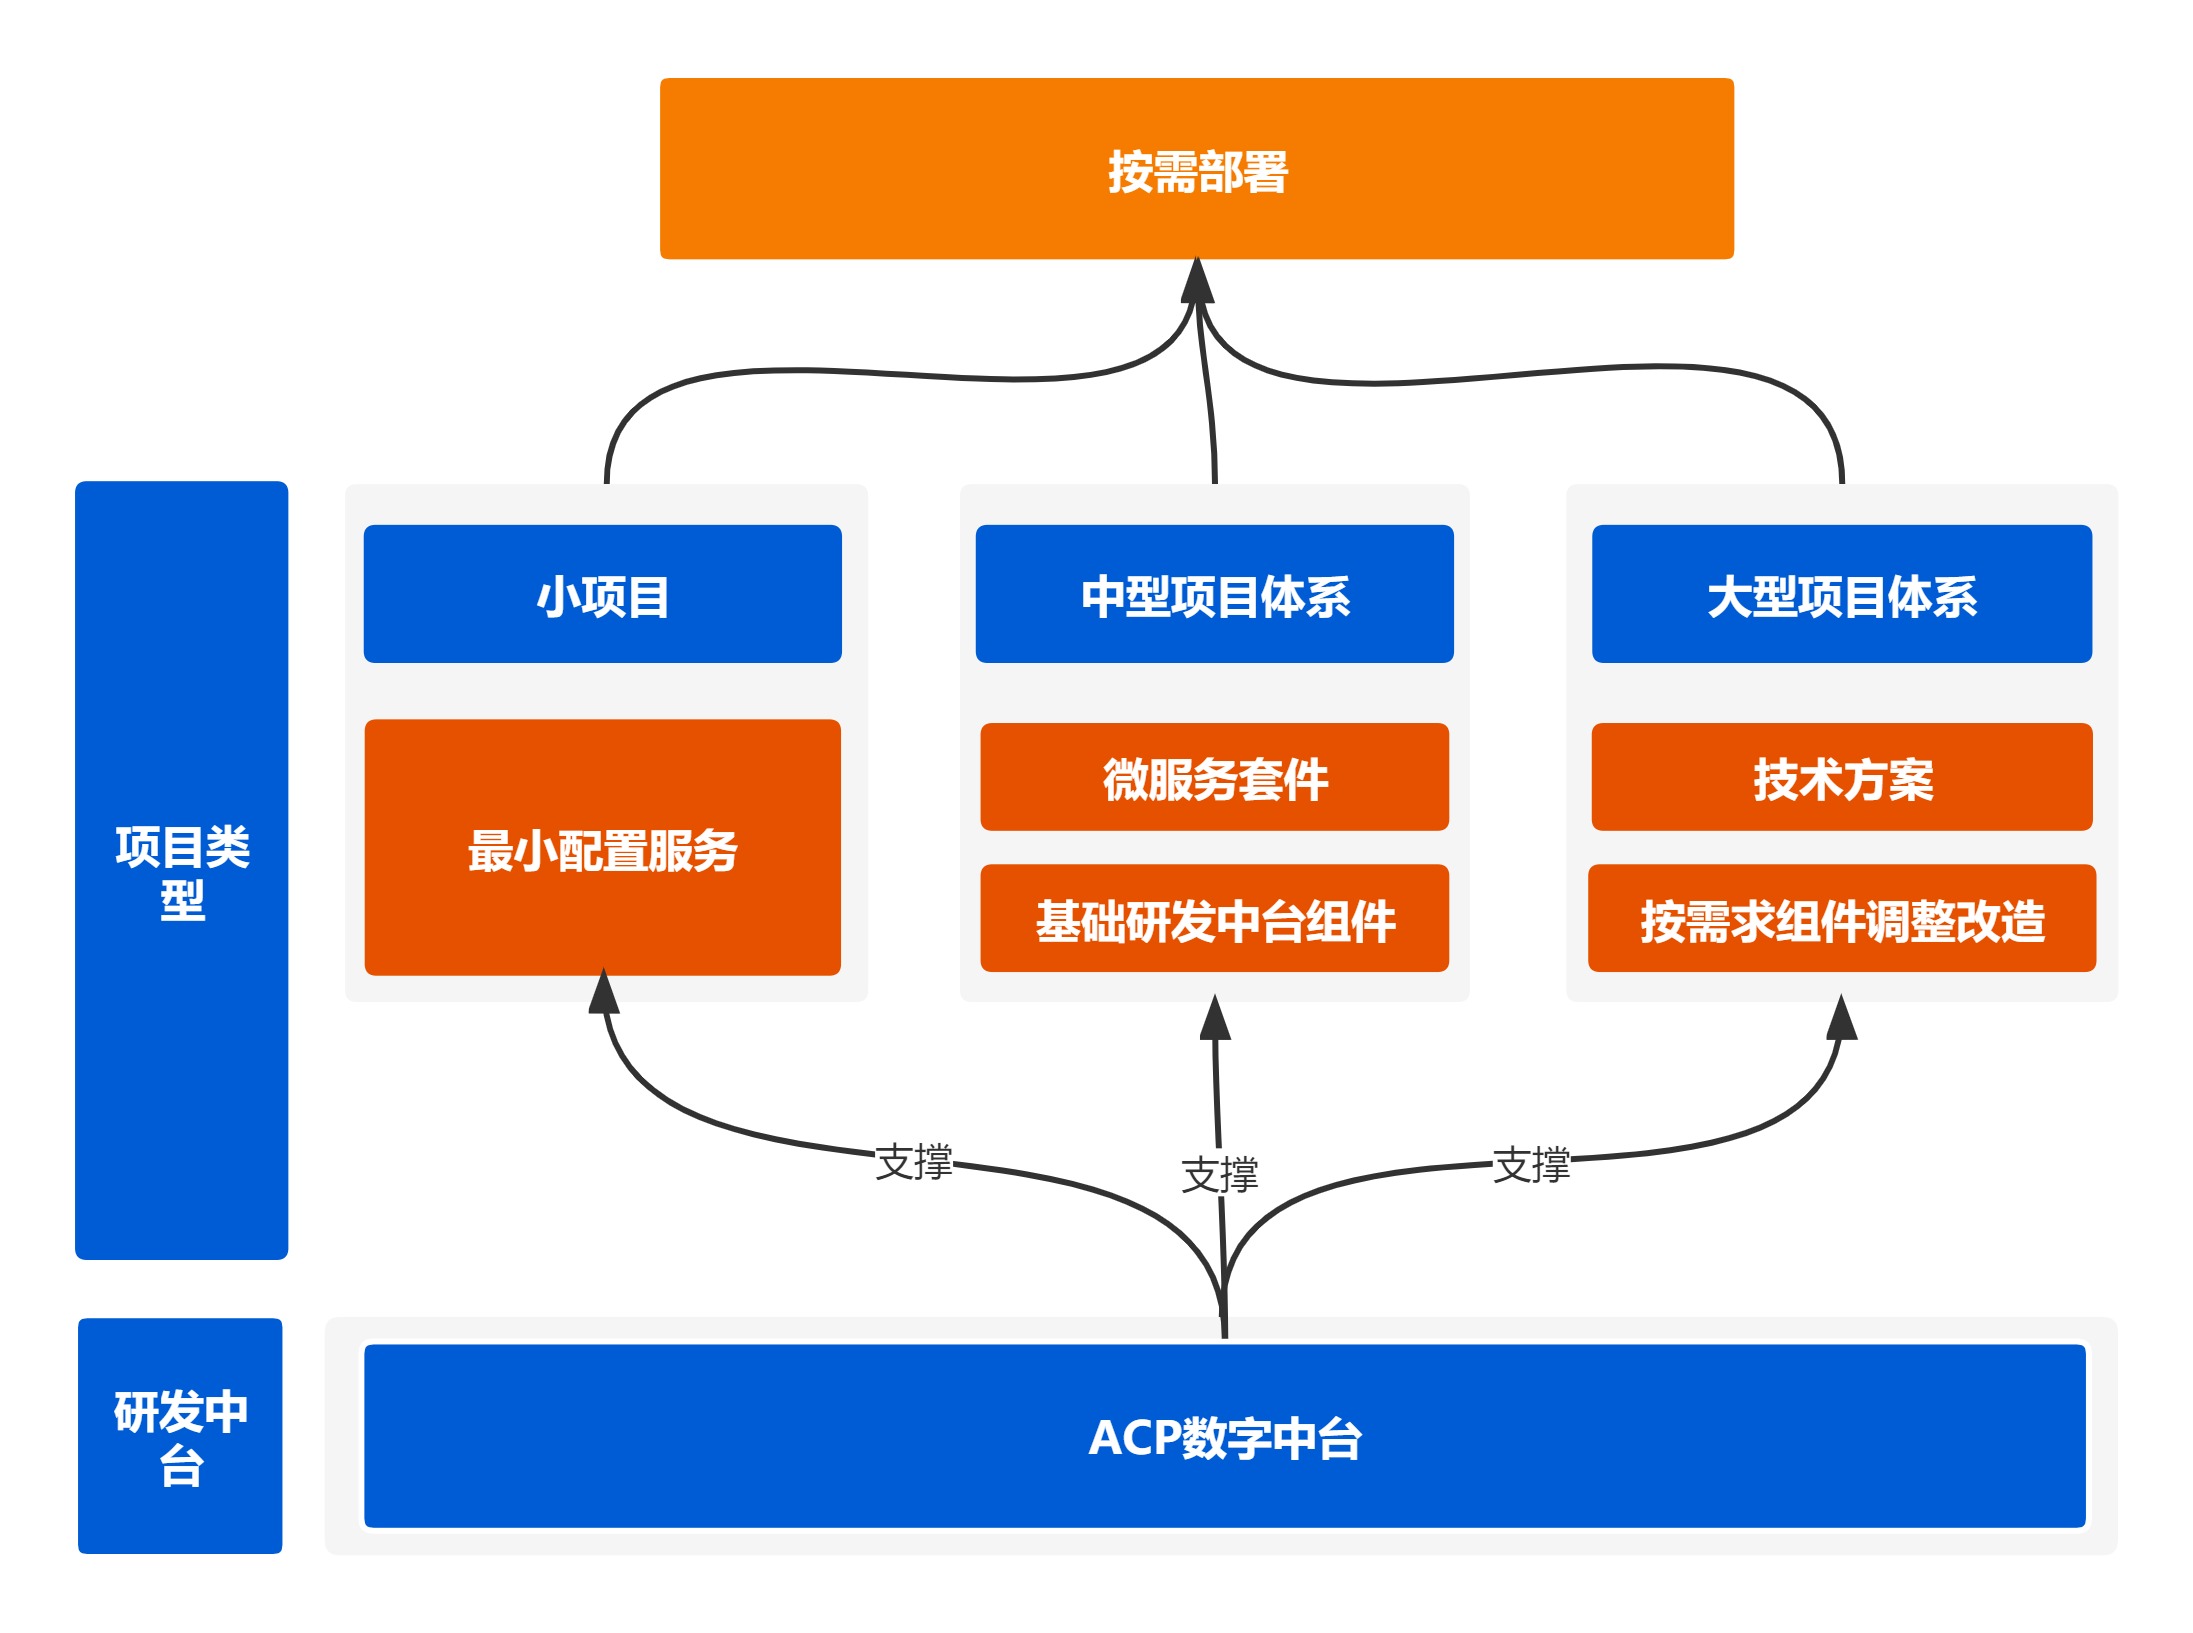 按需部署
小项目
中型项目体系
大型项目体系
项目类
型
最小配置服务
微服务套件
基础研发中台组件
技术方案
按需求组件调整改造
支撑
支撑
支撑
研发中
台
ACP数字中台